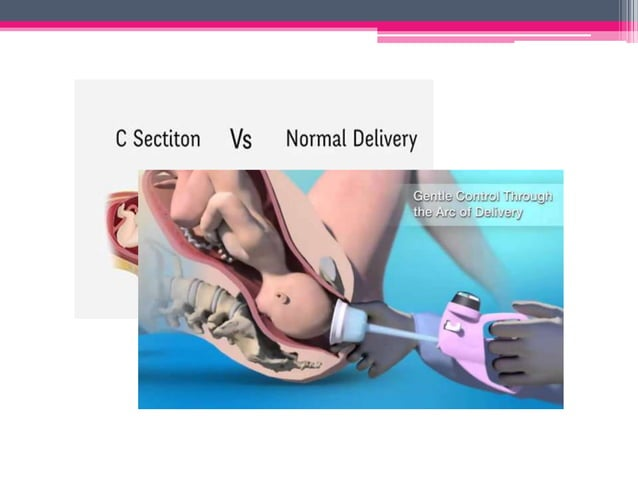 C Sectiton Vs Normal Delivery
Gentle Control Through
the Arc of Delivery